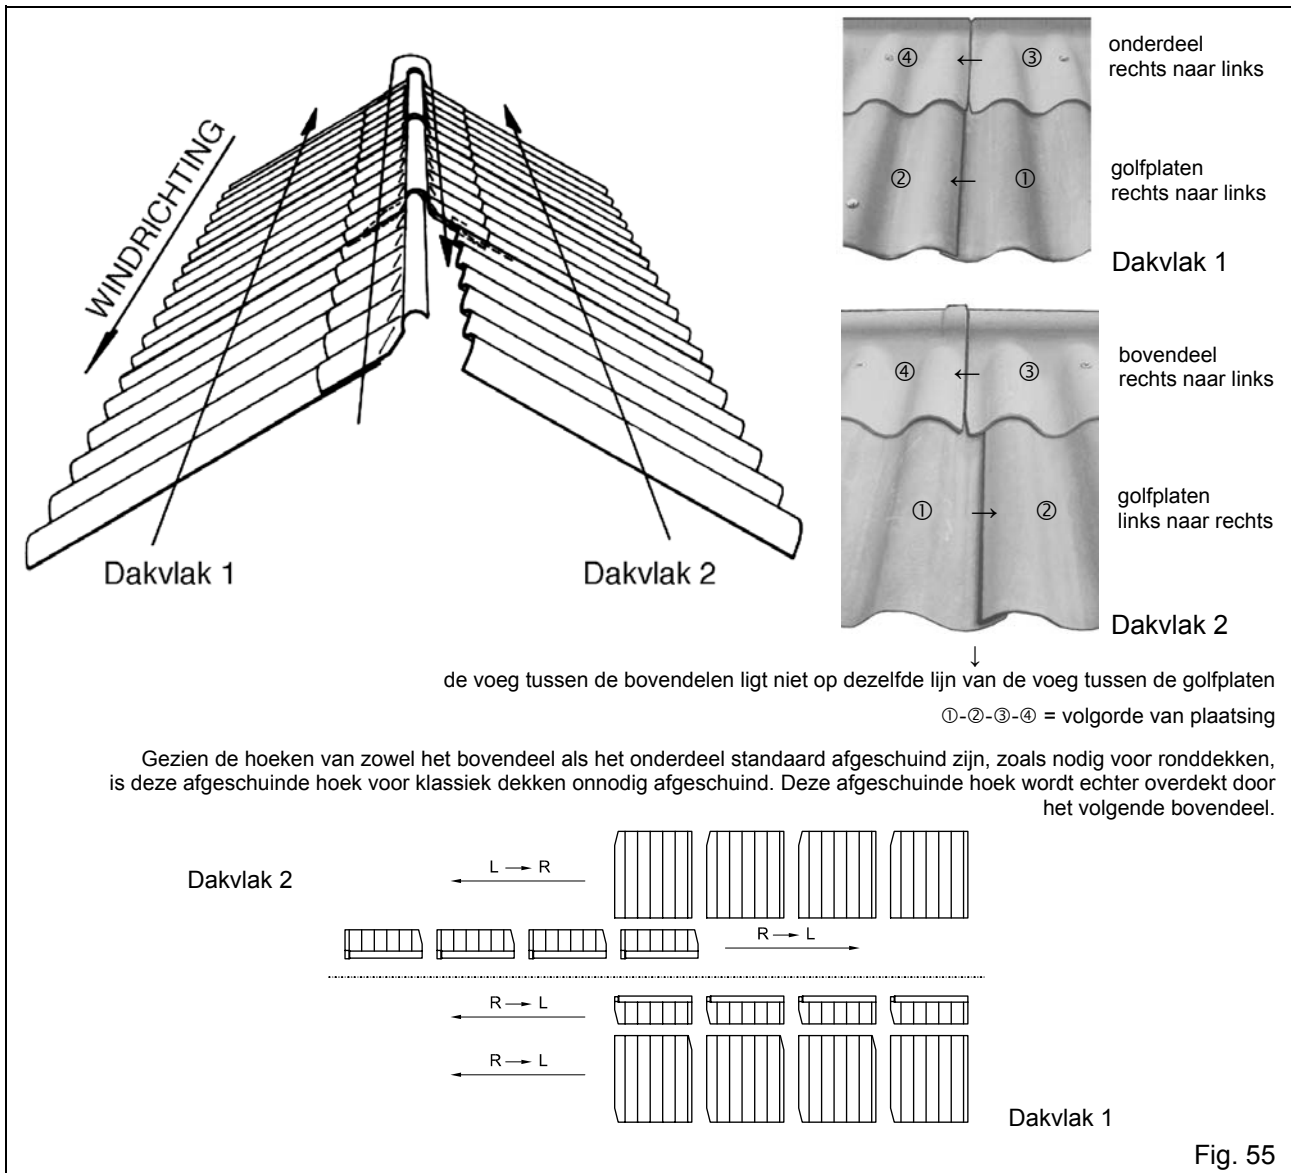 WINDRICHTING
Dakvlak 1
Dakvlak 2
④ ← ③
onderdeel
rechts naar links
② ← ①
golfplaten
rechts naar links
Dakvlak 1
④ ← ③
bovendeel
rechts naar links
① → ②
golfplaten
links naar rechts
Dakvlak 2
↓
de voeg tussen de bovendelen ligt niet op dezelfde lijn van de voeg tussen de golfplaten
①-②-③-④ = volgorde van plaatsing
Gezien de hoeken van zowel het bovendeel als het onderdeel standaard afgeschuind zijn, zoals nodig voor ronddekken,
is deze afgeschuinde hoek voor klassiek dekken onnodig afgeschuind. Deze afgeschuinde hoek wordt echter overdekt door
het volgende bovendeel.
Dakvlak 2
L → R
R → L
R → L
R → L
Dakvlak 1
Fig. 55